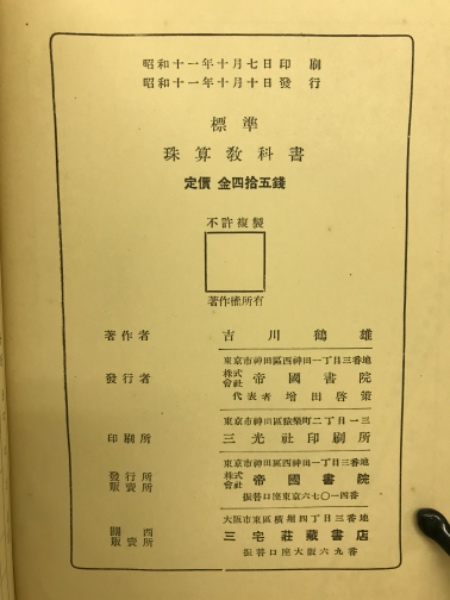 昭和十一年十月七日印刷
昭和十一年十月十日發行
標準
珠算敎科書
定價 金四拾五錢
不許複製
著作權所有
著作者 古川鶴雄
東京市神田區西神田一丁目三番地
發行者 株式會社 帝國書院
代表者 增田啓策
東京市神田區猿樂町二丁目一三
印刷所 三光社印刷所
東京市神田區西神田一丁目三番地
發行所 販賣所 株式會社 帝國書院
振替口座東京六七〇一四番
大阪市東區橫堀四丁目三番地
關西 販賣所 三宅莊藏書店
振替口座大阪六九番